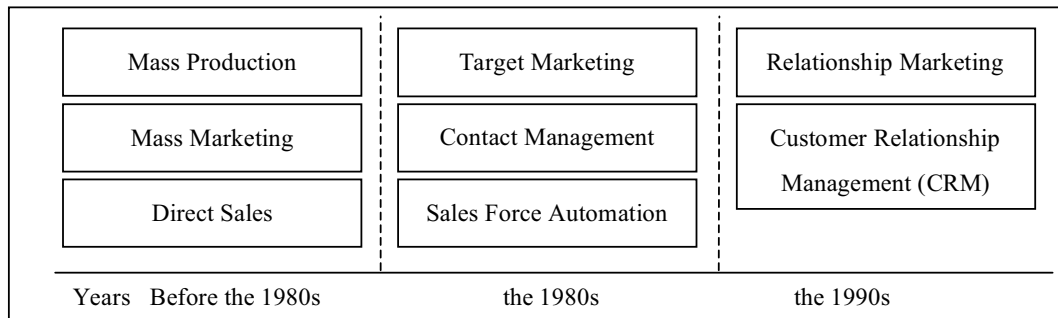 Mass Production
Mass Marketing
Direct Sales
Target Marketing
Contact Management
Sales Force Automation
Relationship Marketing
Customer Relationship
Management (CRM)
Years Before the 1980s the 1980s the 1990s